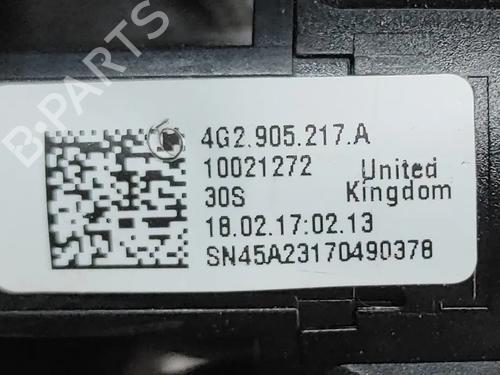 B-PARTS
4G2.905.217.A
10021272 United
30S Kingdom
18.02.17:02.13
SN45A23170490378